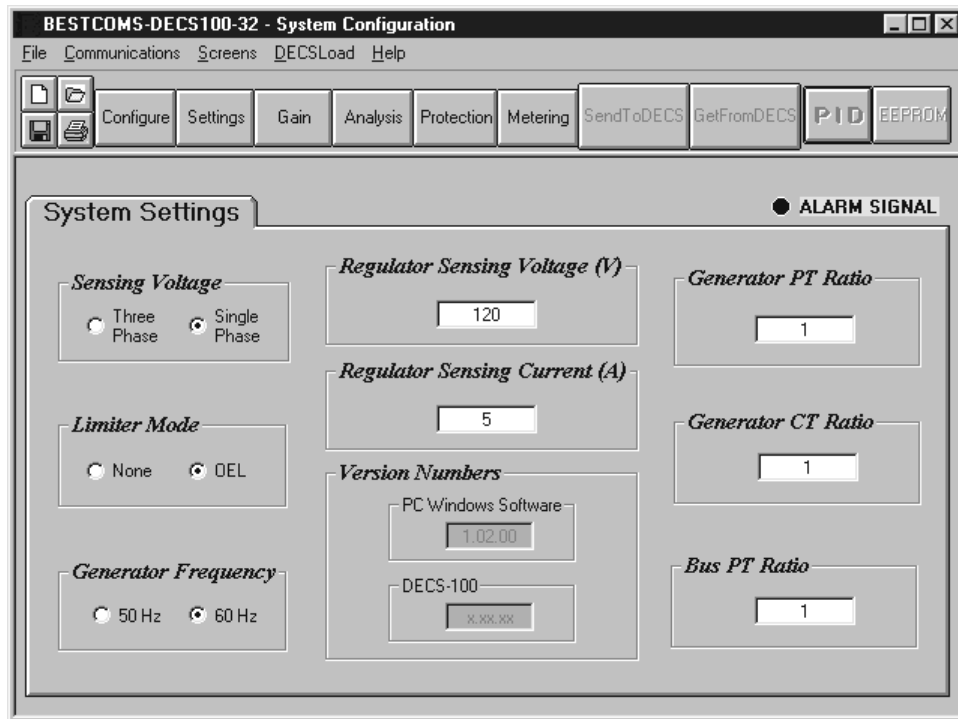 BESTCOMS-DECS100-32 - System Configuration
File Communications Screens DECSLoad Help
Configure Settings Gain Analysis Protection Metering SendToDECS GetFromDECS PID EEPROM
System Settings
ALARM SIGNAL
Sensing Voltage
Three Phase
Single Phase
Limiter Mode
None OEL
Generator Frequency
50 Hz 60 Hz
Regulator Sensing Voltage (V)
120
Regulator Sensing Current (A)
5
Version Numbers
PC Windows Software
1.02.00
DECS-100
x.xx.xx
Generator PT Ratio
1
Generator CT Ratio
1
Bus PT Ratio
1